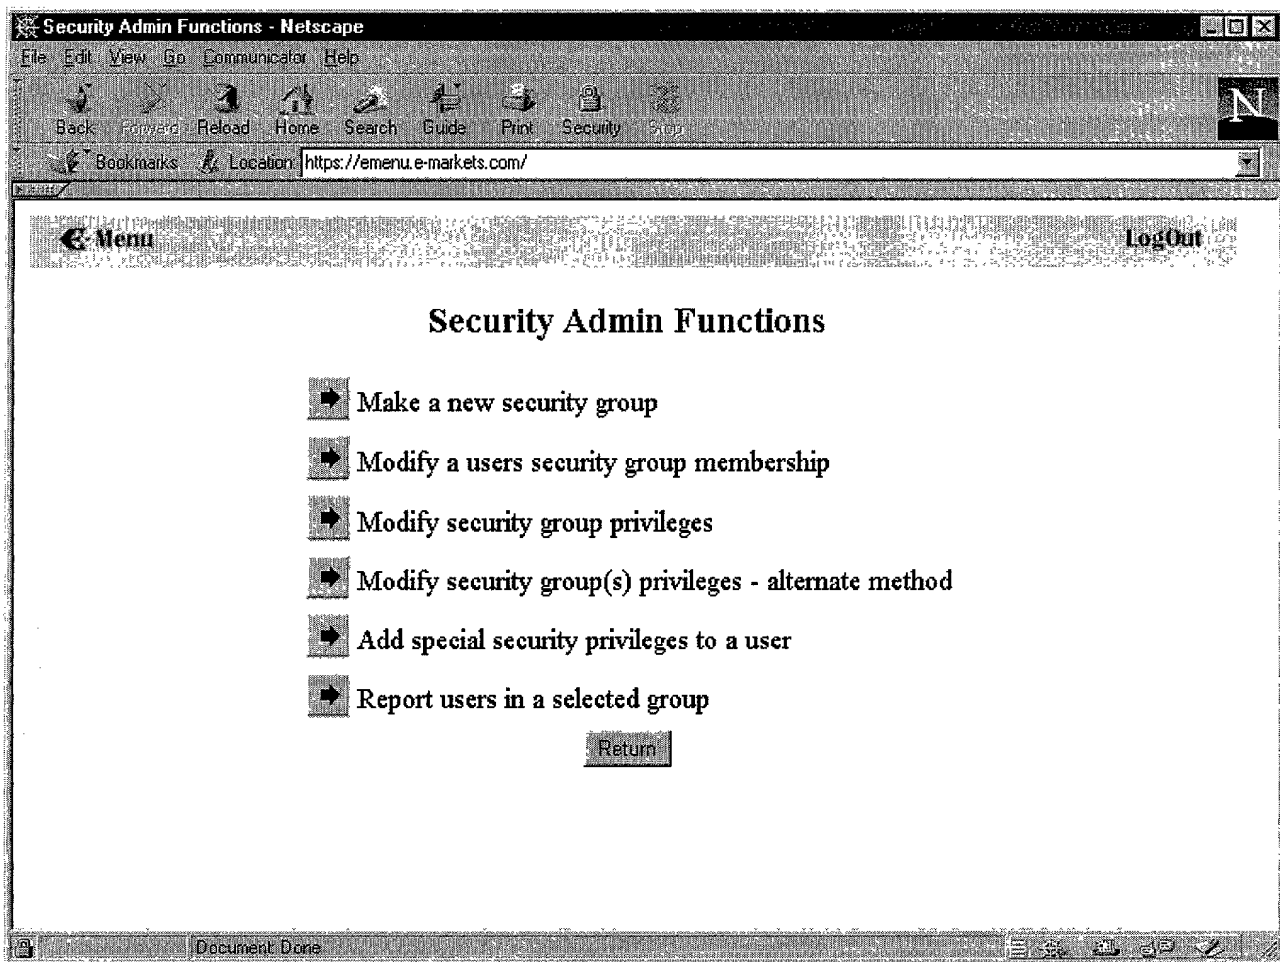 Security Admin Functions - Netscape
File Edit View Go Communicator Help
Back Forward Reload Home Search Guide Print Security Stop
Bookmarks Location: https://emenu.e-markets.com/
Menu LogOut
Security Admin Functions
Make a new security group
Modify a users security group membership
Modify security group privileges
Modify security group(s) privileges - alternate method
Add special security privileges to a user
Report users in a selected group
Return
Document: Done